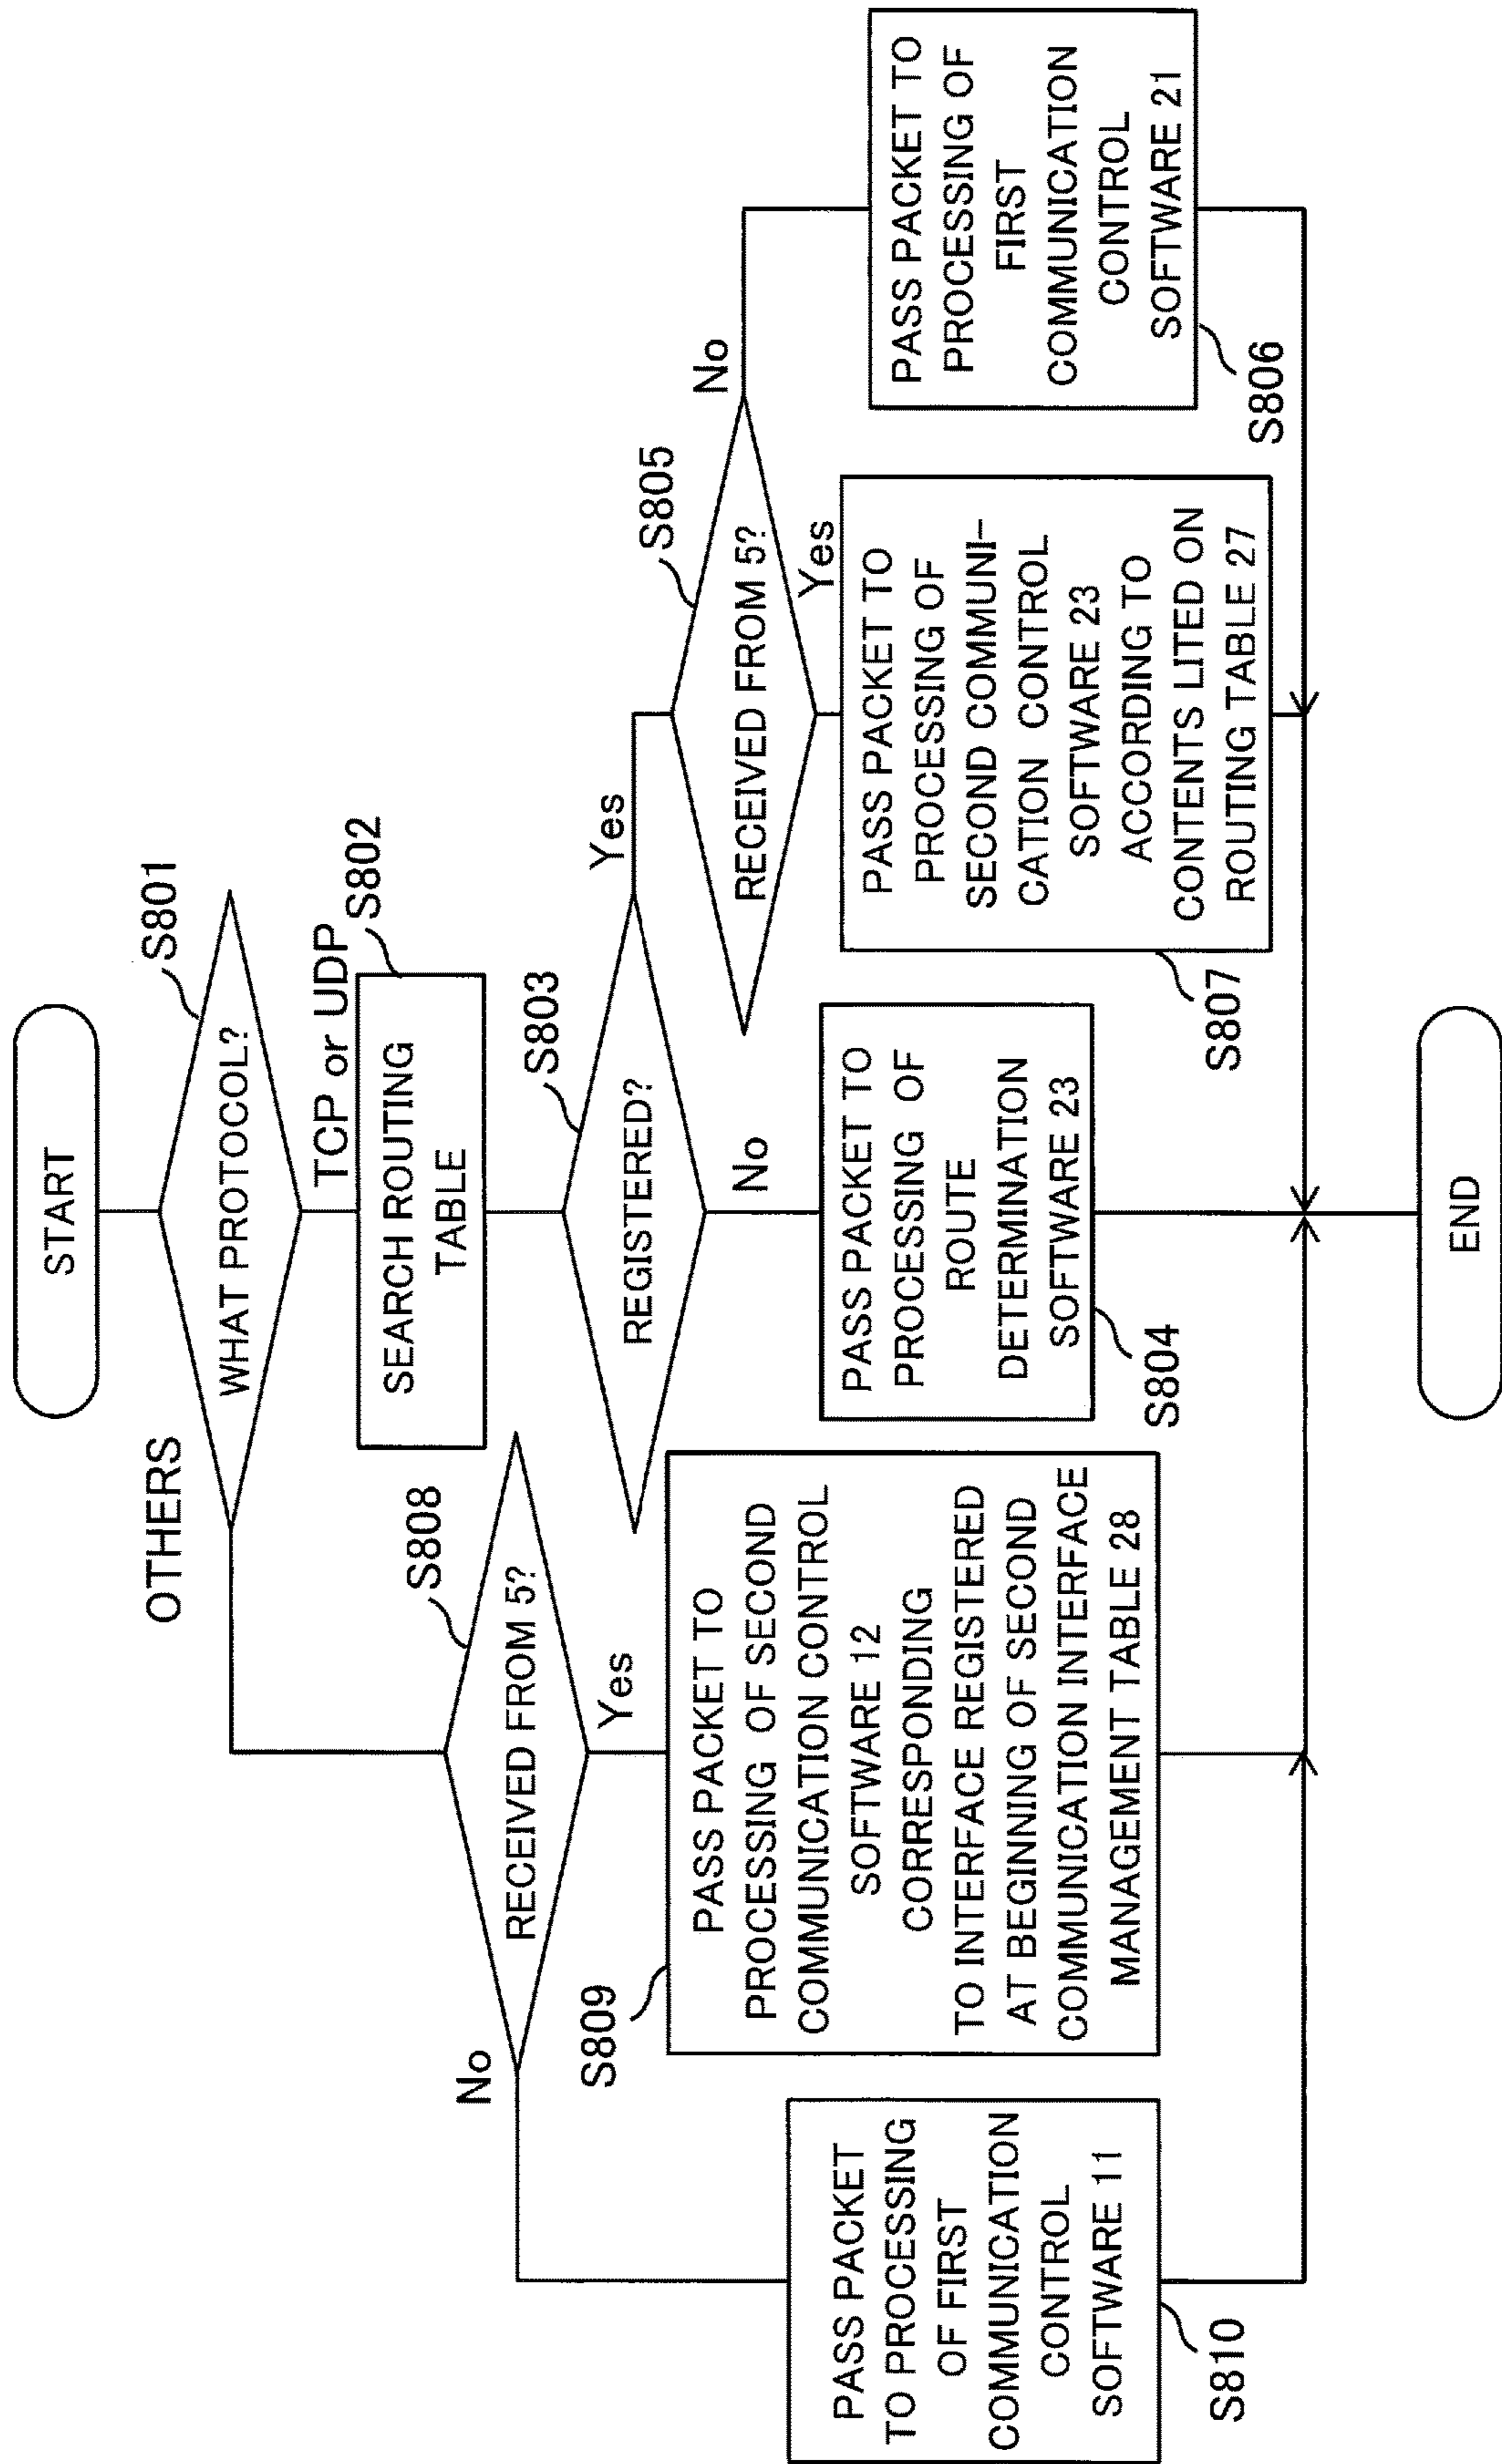 START
WHAT PROTOCOL?
S801
OTHERS
TCP or UDP
SEARCH ROUTING
TABLE
S802
REGISTERED?
S803
Yes
No
PASS PACKET TO
PROCESSING OF
ROUTE
DETERMINATION
SOFTWARE 23
S804
RECEIVED FROM 5?
S805
No
Yes
PASS PACKET TO
PROCESSING OF
FIRST
COMMUNICATION
CONTROL
SOFTWARE 21
S806
PASS PACKET TO
PROCESSING OF
SECOND COMMUNI-
CATION CONTROL
SOFTWARE 23
ACCORDING TO
CONTENTS LITED ON
ROUTING TABLE 27
S807
RECEIVED FROM 5?
S808
No
Yes
PASS PACKET TO
PROCESSING OF SECOND
COMMUNICATION CONTROL
SOFTWARE 12
CORRESPONDING
TO INTERFACE REGISTERED
AT BEGINNING OF SECOND
COMMUNICATION INTERFACE
MANAGEMENT TABLE 28
S809
PASS PACKET
TO PROCESSING
OF FIRST
COMMUNICATION
CONTROL
SOFTWARE 11
S810
END